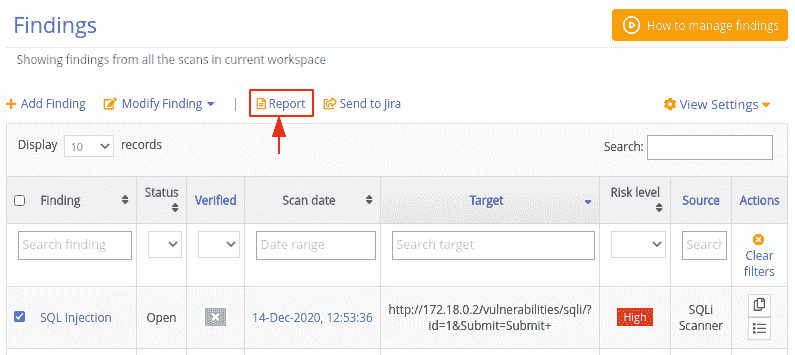 Findings
How to manage findings
Showing findings from all the scans in current workspace
Add Finding
Modify Finding
|
Report
Send to Jira
View Settings
Display 10 records
Search:
Finding
Status
Verified
Scan date
Target
Risk level
Source
Actions
Search finding
Date range
Search target
Search
Clear
filters
SQL Injection
Open
14-Dec-2020, 12:53:36
http://172.18.0.2/vulnerabilities/sqli/?
id=1&Submit=Submit+
High
SQLi
Scanner